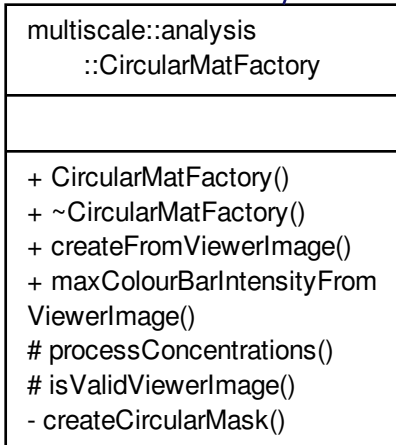 multiscale::analysis
::CircularMatFactory
+ CircularMatFactory()
+ ~CircularMatFactory()
+ createFromViewerImage()
+ maxColourBarIntensityFrom
ViewerImage()
# processConcentrations()
# isValidViewerImage()
- createCircularMask()